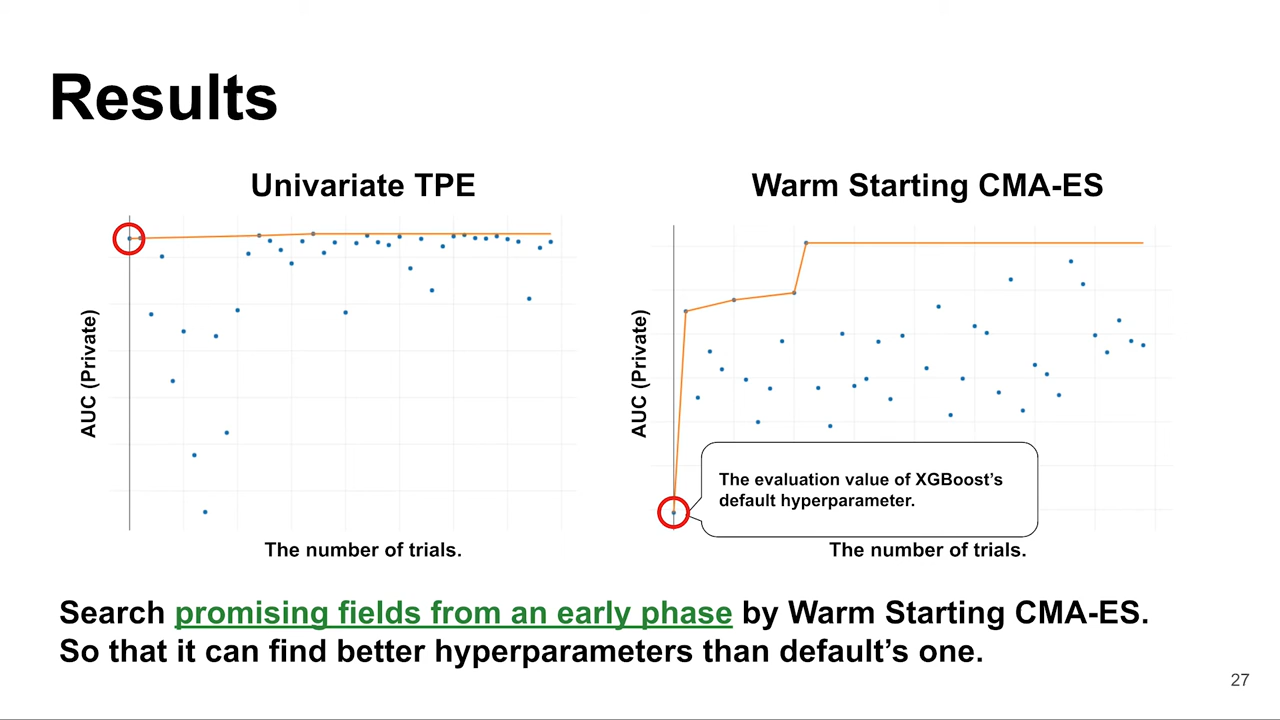 Results
Univariate TPE
Warm Starting CMA-ES
AUC (Private)
AUC (Private)
The evaluation value of XGBoost's
default hyperparameter.
The number of trials.
The number of trials.
Search promising fields from an early phase by Warm Starting CMA-ES.
So that it can find better hyperparameters than default's one.
27